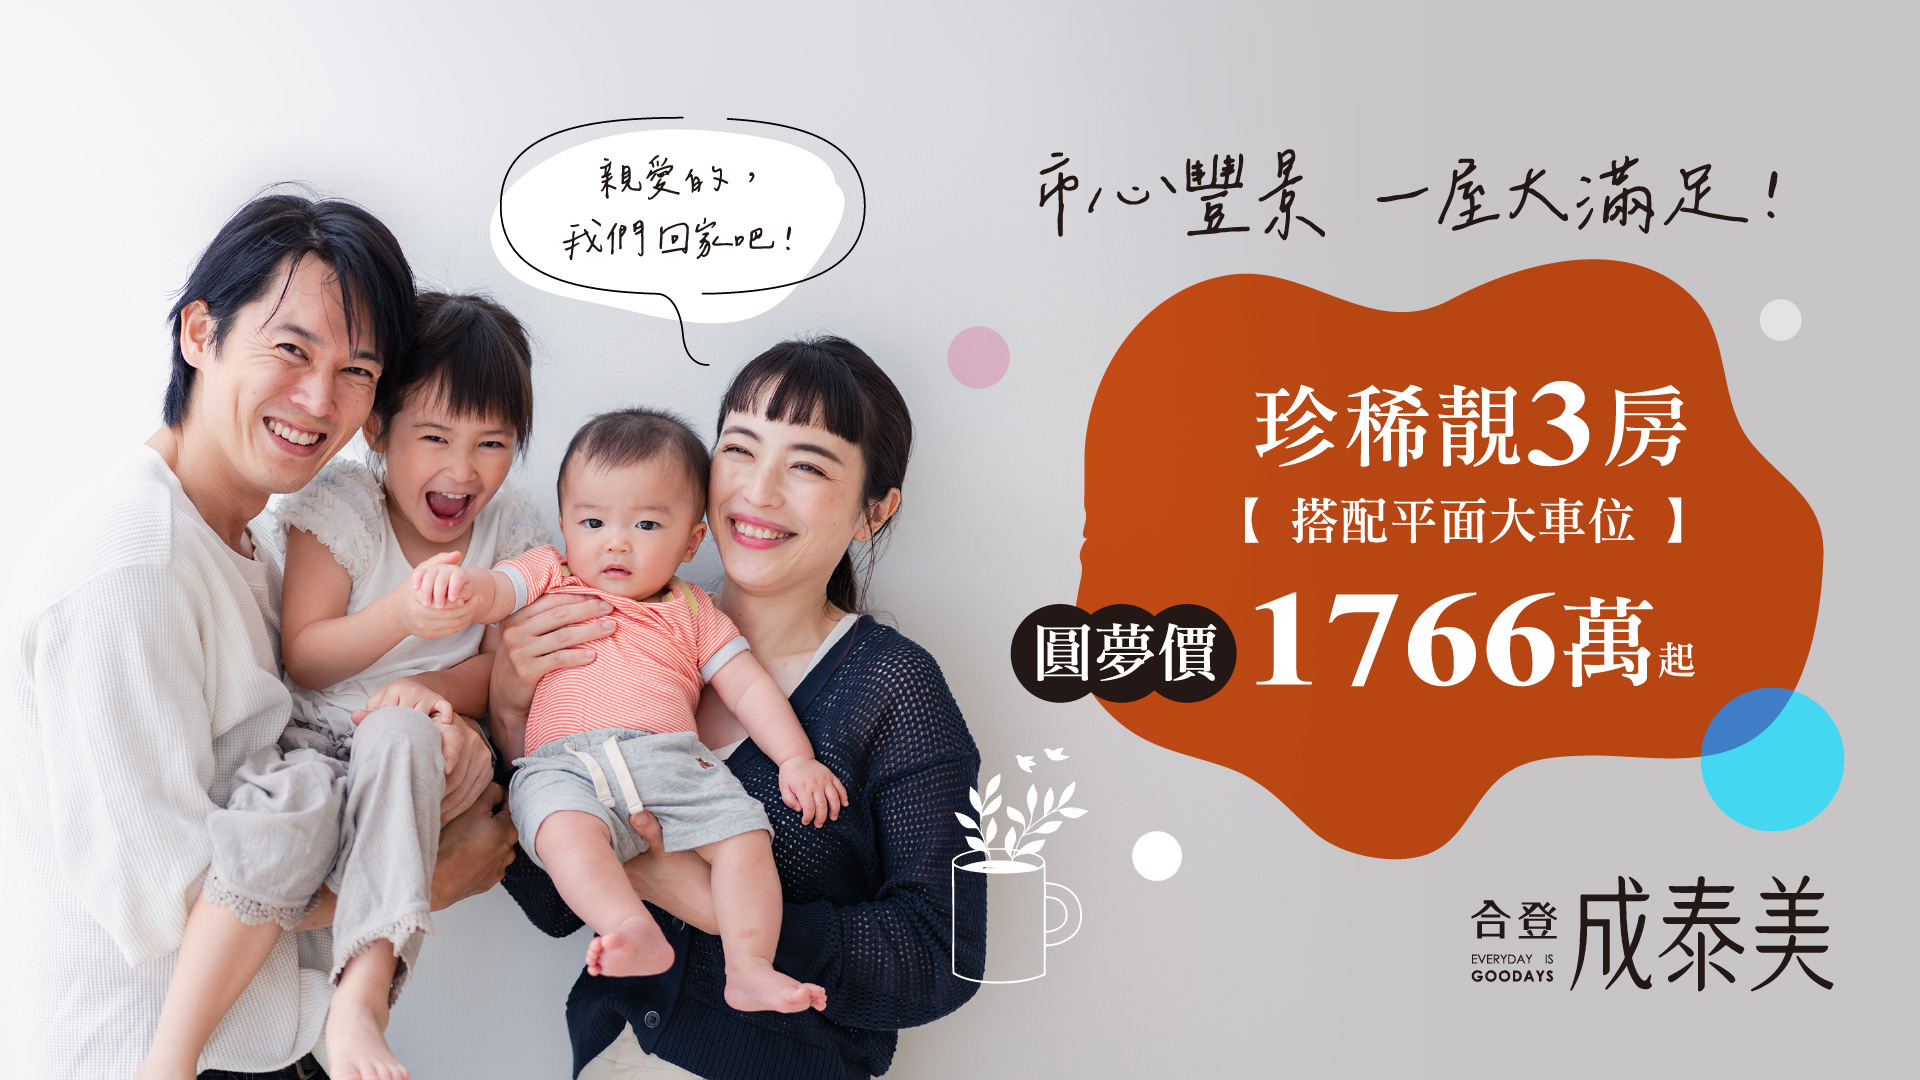 親愛的，
我們回家吧！
市心豐景 一屋大滿足！
珍稀靚3房
【 搭配平面大車位 】
圓夢價 1766萬起
合登 成泰美
EVERYDAY IS
GOODAYS